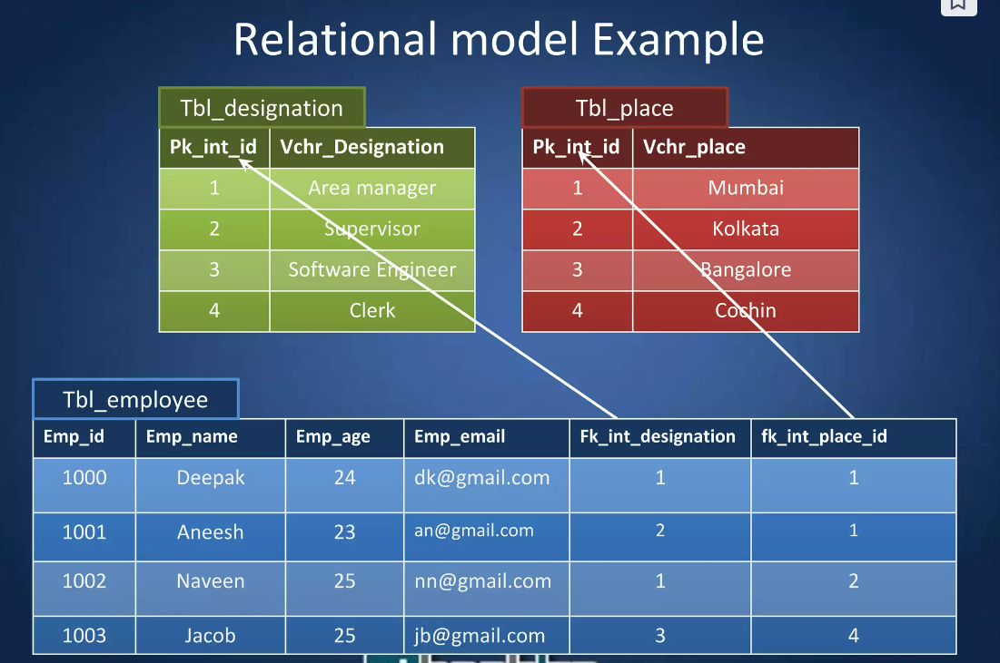 Relational model Example
Tbl_designation
Pk_int_id Vchr_Designation
1 Area manager
2 Supervisor
3 Software Engineer
4 Clerk
Tbl_place
Pk_int_id Vchr_place
1 Mumbai
2 Kolkata
3 Bangalore
4 Cochin
Tbl_employee
Emp_id Emp_name Emp_age Emp_email Fk_int_designation fk_int_place_id
1000 Deepak 24 dk@gmail.com 1 1
1001 Aneesh 23 an@gmail.com 2 1
1002 Naveen 25 nn@gmail.com 1 2
1003 Jacob 25 jb@gmail.com 3 4